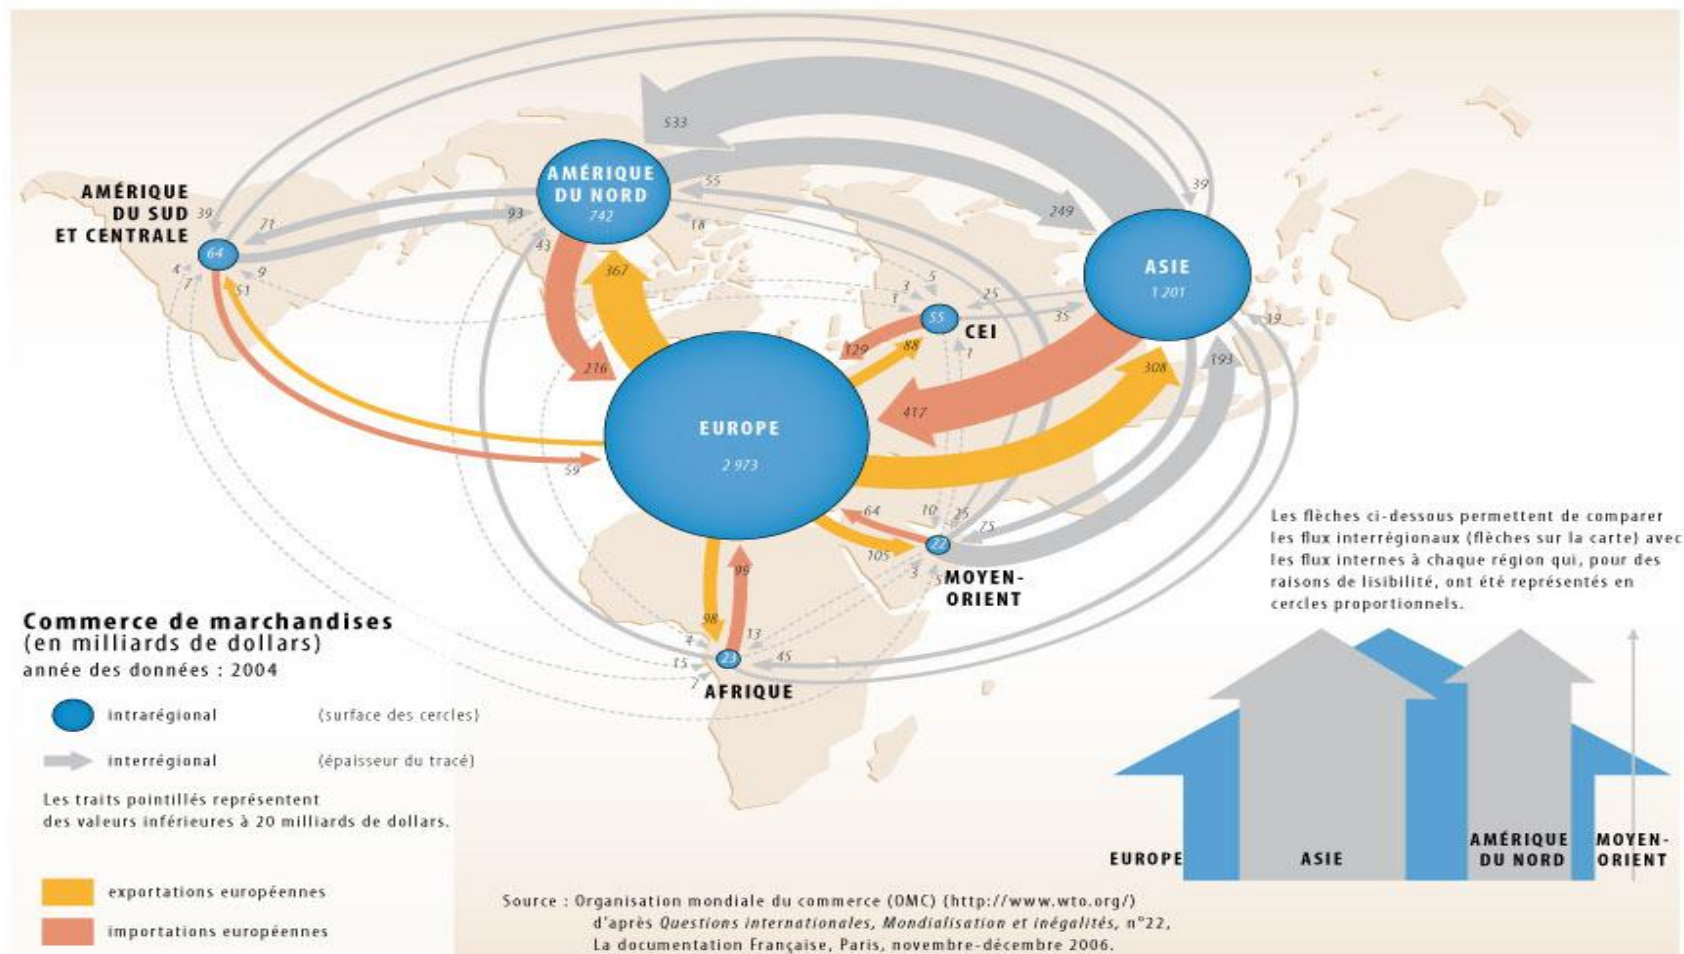 533
39
AMÉRIQUE
DU NORD
742
55
AMÉRIQUE
DU SUD
ET CENTRALE
39
71
93
249
18
43
ASIE
1 201
64
4
7
9
51
367
5
3
25
55
CEI
35
19
1
129
88
216
308
193
417
EUROPE
2 973
59
64
10
25
75
105
22
3
5
MOYEN-
ORIENT
99
98
4
13
15
23
45
7
AFRIQUE
Les flèches ci-dessous permettent de comparer
les flux interrégionaux (flèches sur la carte) avec
les flux internes à chaque région qui, pour des
raisons de lisibilité, ont été représentés en
cercles proportionnels.
EUROPE
ASIE
AMÉRIQUE
DU NORD
MOYEN-
ORIENT
Commerce de marchandises
(en milliards de dollars)
année des données : 2004
intrarégional (surface des cercles)
interrégional (épaisseur du tracé)
Les traits pointillés représentent
des valeurs inférieures à 20 milliards de dollars.
exportations européennes
importations européennes
Source : Organisation mondiale du commerce (OMC) (http://www.wto.org/)
d'après Questions internationales, Mondialisation et inégalités, n°22,
La documentation Française, Paris, novembre-décembre 2006.